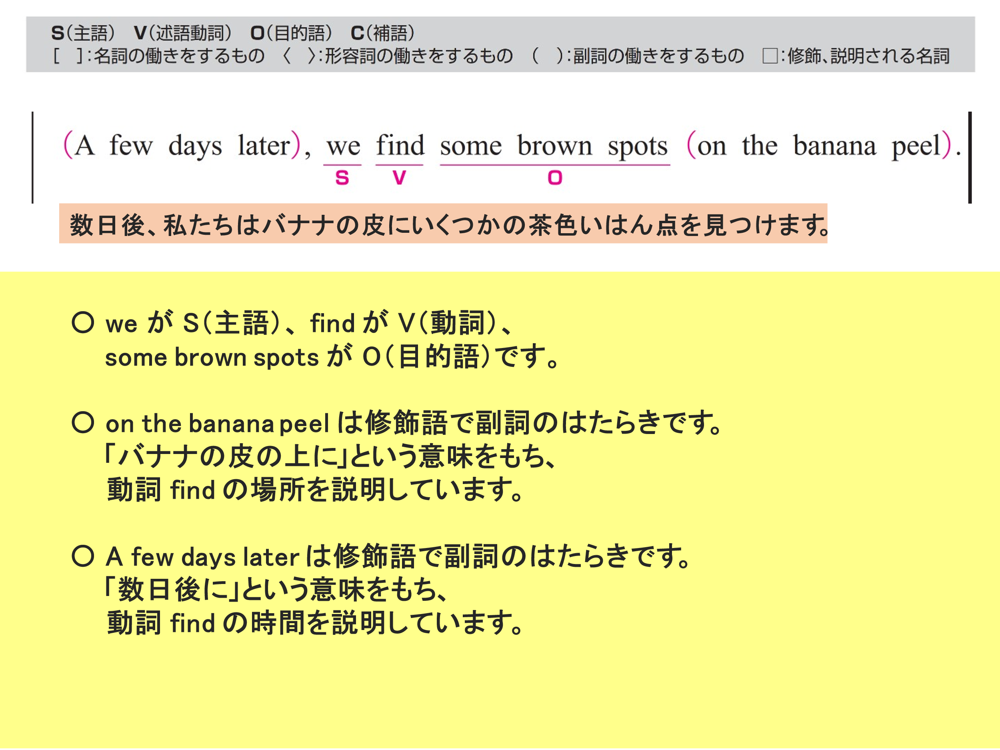 S(主語) V(述語動詞) O(目的語) C(補語)
[ ]:名詞の働きをするもの 〈 〉:形容詞の働きをするもの ( ):副詞の働きをするもの □:修飾、説明される名詞
(A few days later), we find some brown spots (on the banana peel).
S V O
数日後、私たちはバナナの皮にいくつかの茶色いはん点を見つけます。
○ we が S(主語)、find が V(動詞)、
some brown spots が O(目的語)です。
○ on the banana peel は修飾語で副詞のはたらきです。
「バナナの皮の上に」という意味をもち、
動詞 find の場所を説明しています。
○ A few days later は修飾語で副詞のはたらきです。
「数日後に」という意味をもち、
動詞 find の時間を説明しています。